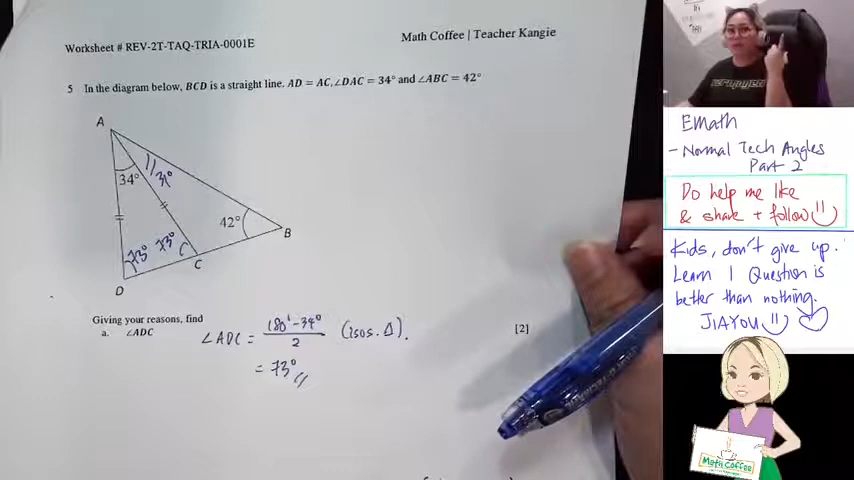 Worksheet # REV-2T-TAQ-TRIA-0001E
Math Coffee | Teacher Kangie
5 In the diagram below, BCD is a straight line. AD = AC, ∠DAC = 34° and ∠ABC = 42°
A
34°
31°
42°
B
73° 73°
C
D
Giving your reasons, find
a. ∠ADC
∠ADC = 180° - 34° / 2 (isos. Δ).
[2]
= 73°
EMath
- Normal Tech Angles
Part 2
Do help me like
& share + follow
Kids, don't give up.
Learn 1 Question is
better than nothing.
JIAYOU
Math Coffee